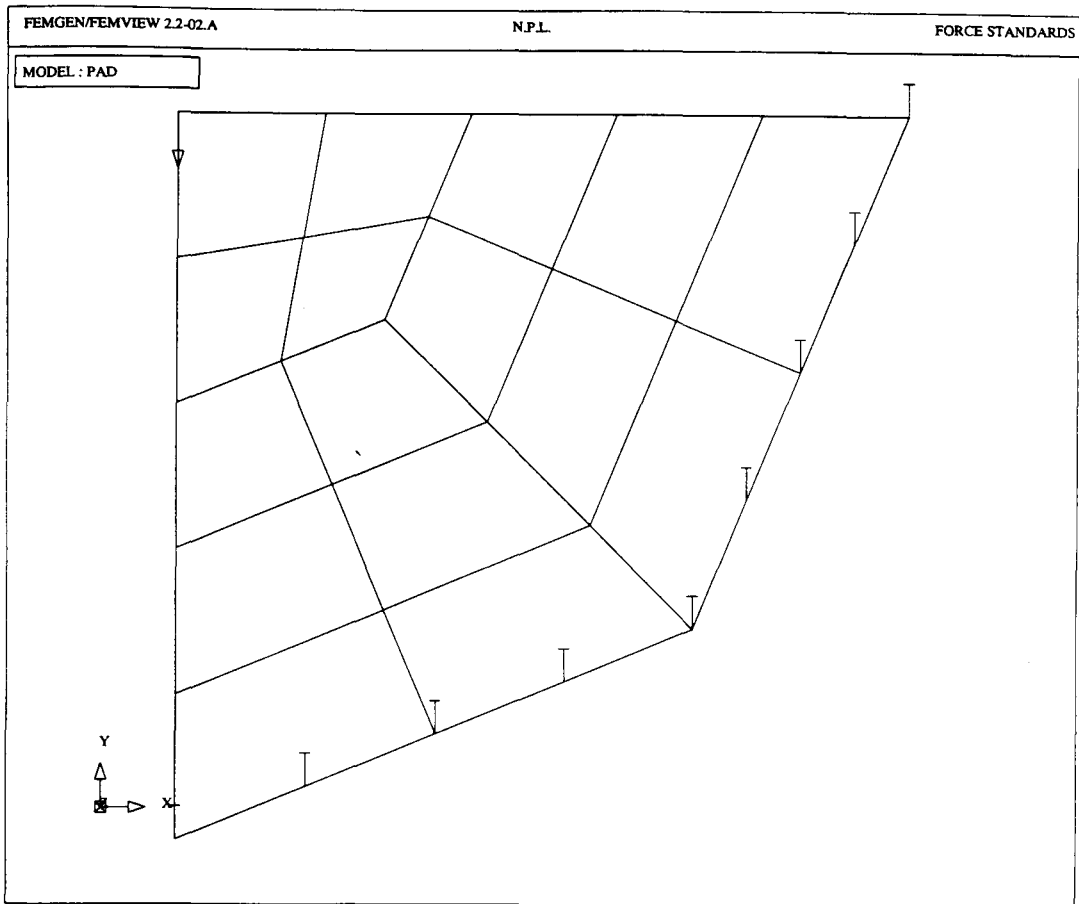 FEMGEN/FEMVIEW 2.2-02.A
N.P.L.
FORCE STANDARDS
MODEL : PAD
Y
X